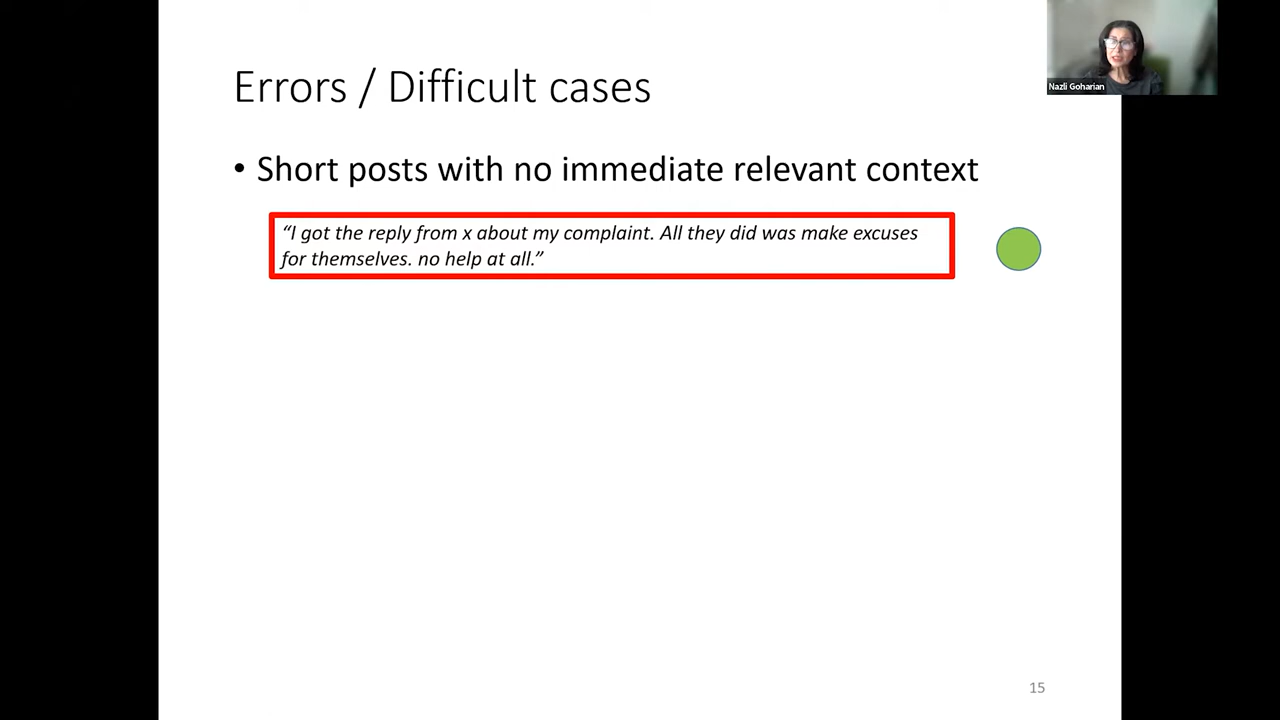 Nazli Goharian
Errors / Difficult cases
• Short posts with no immediate relevant context
“I got the reply from x about my complaint. All they did was make excuses
for themselves. no help at all.”
15